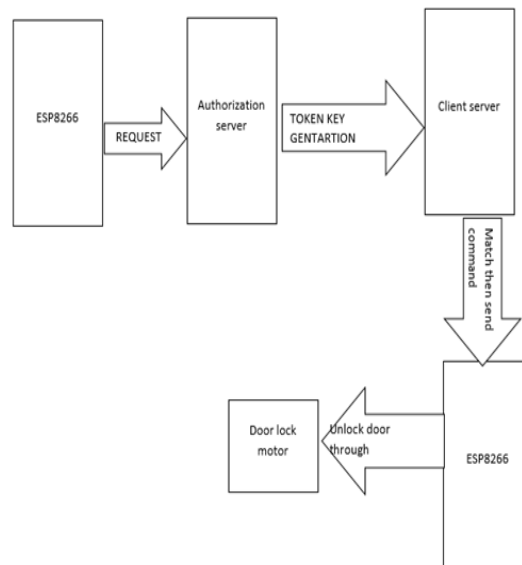 ESP8266
REQUEST
Authorization
server
TOKEN KEY
GENTARTION
Client server
Match then send
command
ESP8266
Unlock door
through
Door lock
motor